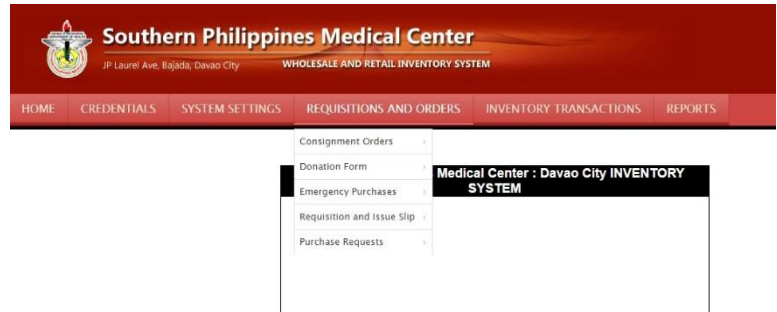 Southern Philippines Medical Center
JP Laurel Ave, Bajada, Davao City
WHOLESALE AND RETAIL INVENTORY SYSTEM
HOME CREDENTIALS SYSTEM SETTINGS REQUISITIONS AND ORDERS INVENTORY TRANSACTIONS REPORTS
Consignment Orders
Donation Form
Emergency Purchases
Requisition and Issue Slip
Purchase Requests
Medical Center : Davao City INVENTORY
SYSTEM